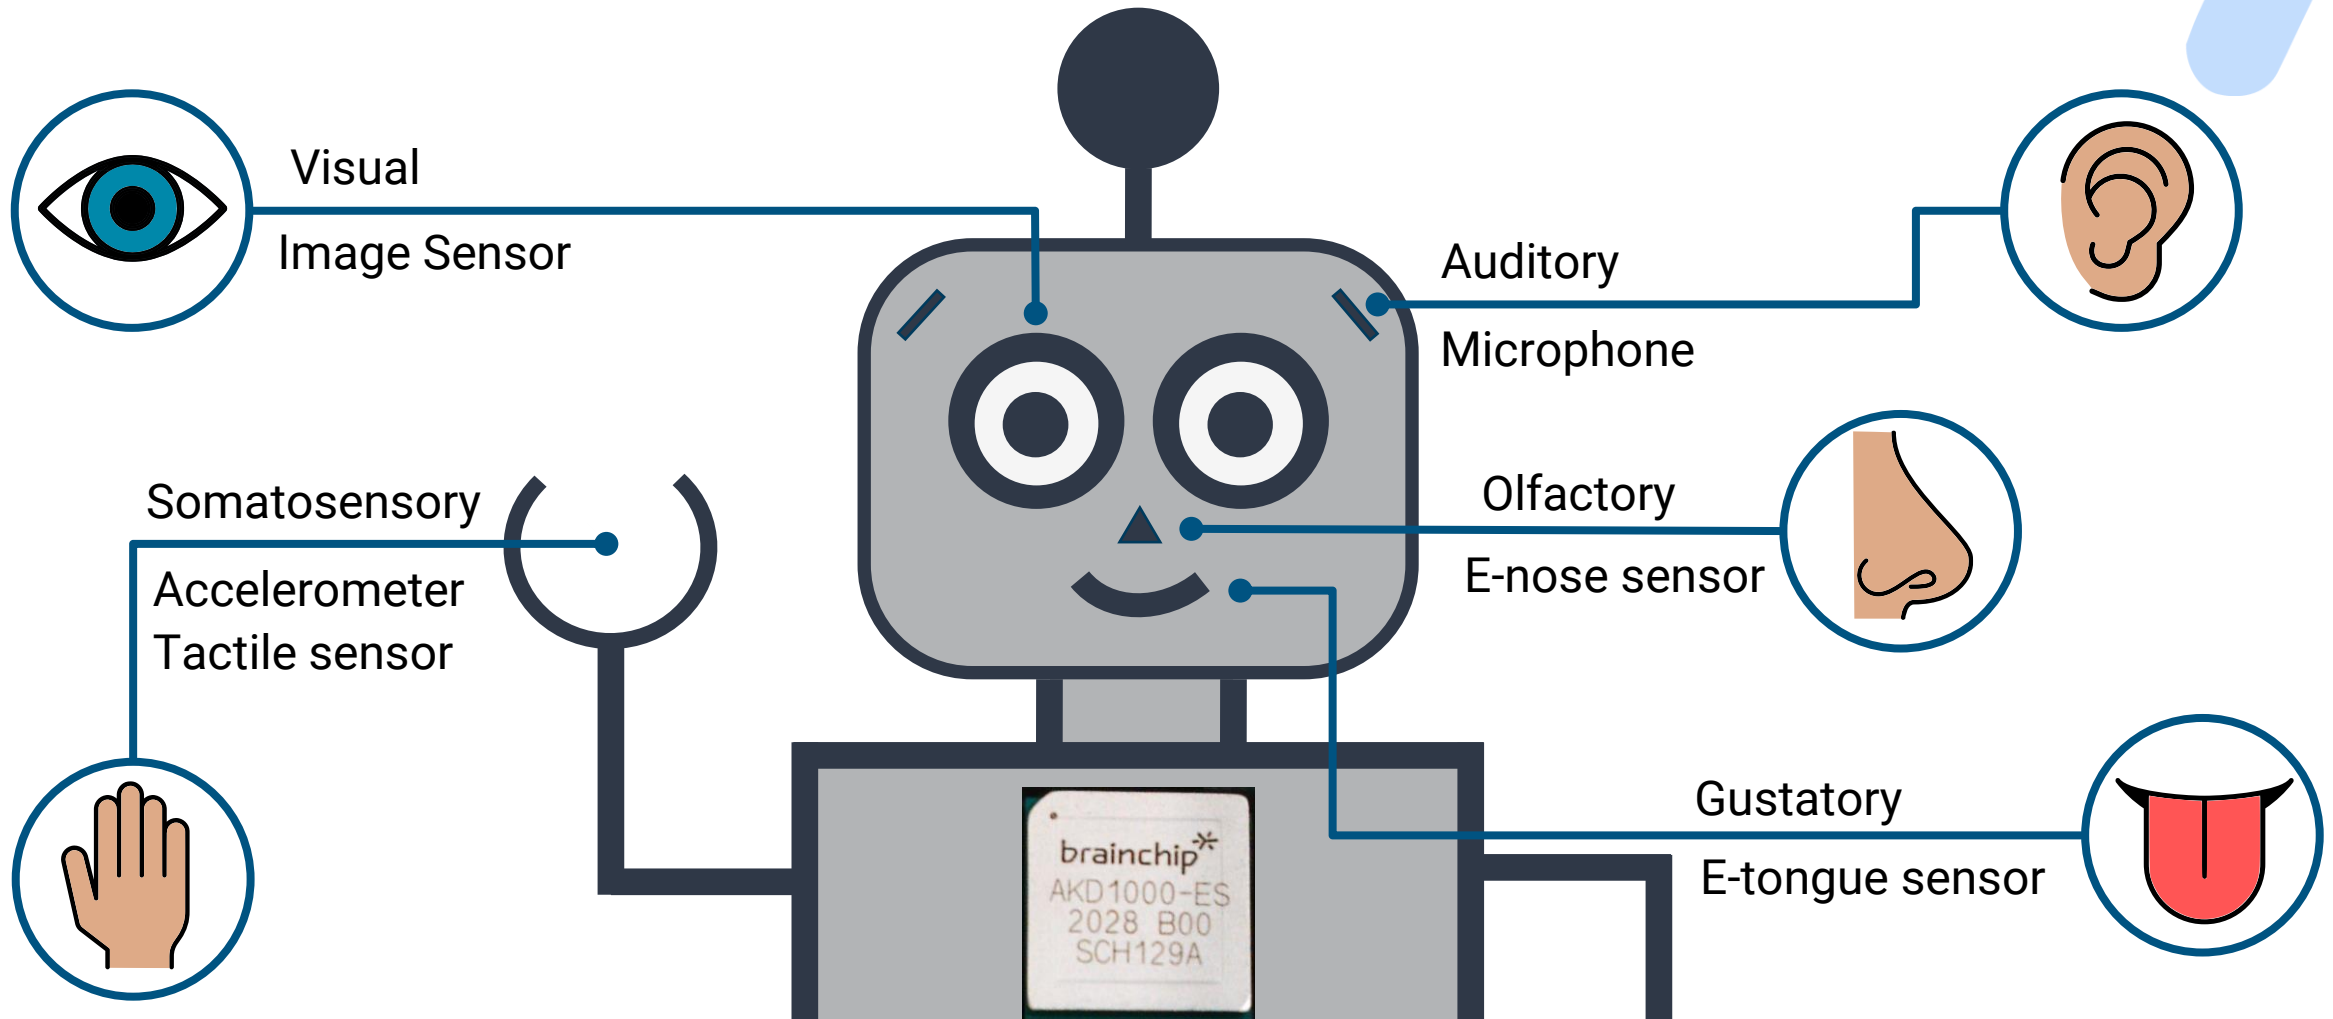 Visual
Image Sensor
Auditory
Microphone
Somatosensory
Accelerometer
Tactile sensor
Olfactory
E-nose sensor
Gustatory
E-tongue sensor
brainchip
AKD1000-ES
2028 B00
SCH129A